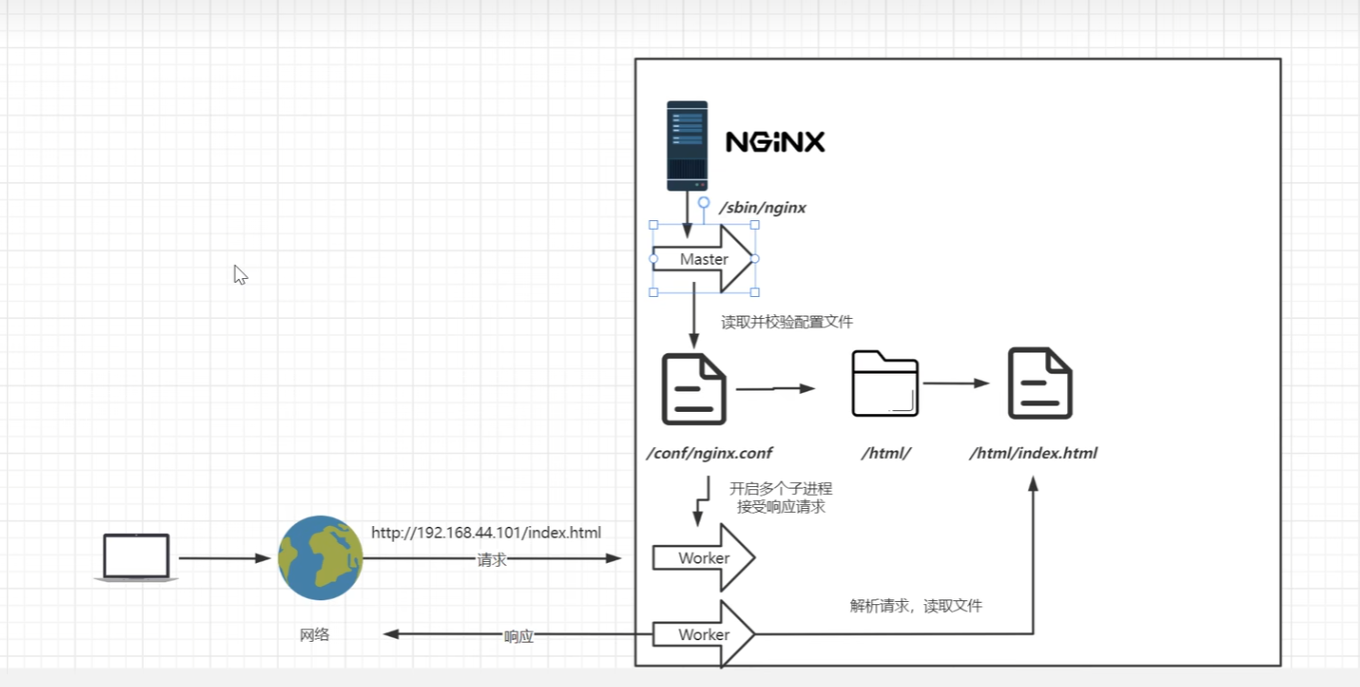 NGiNX
/sbin/nginx
Master
读取并校验配置文件
/conf/nginx.conf
/html/
/html/index.html
开启多个子进程
接受响应请求
http://192.168.44.101/index.html
请求
Worker
解析请求，读取文件
网络
响应
Worker